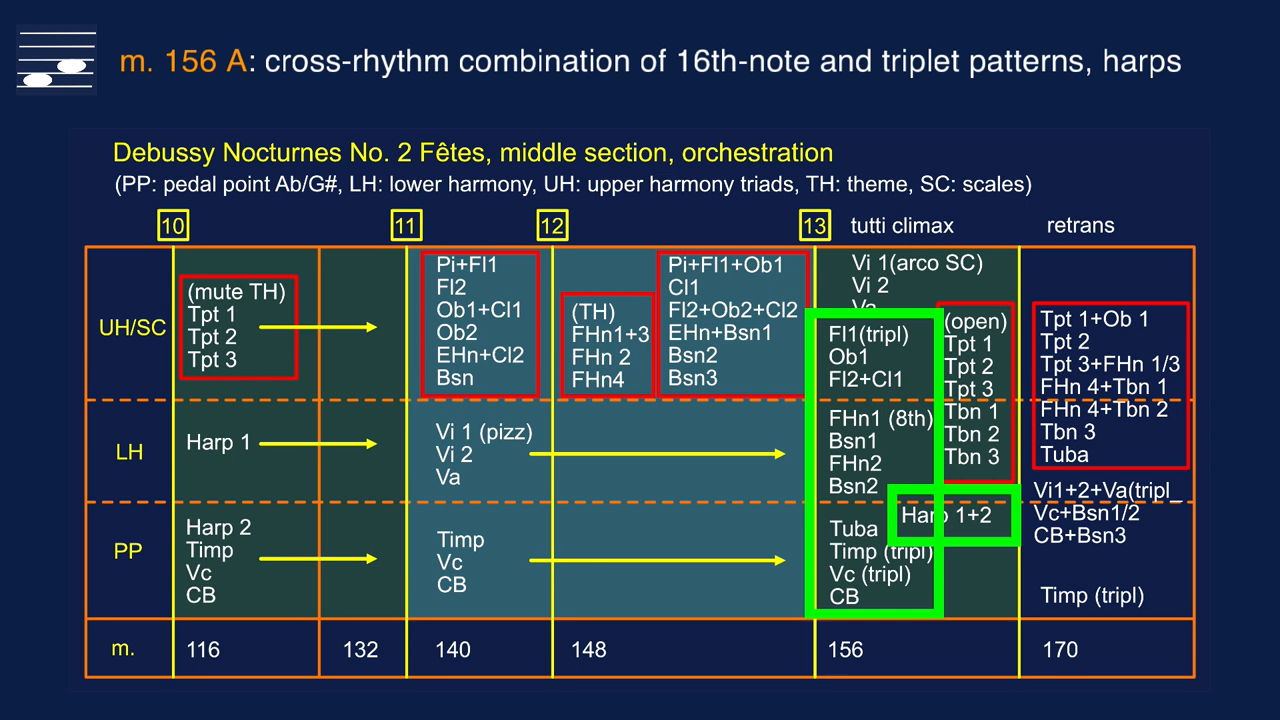 m. 156 A: cross-rhythm combination of 16th-note and triplet patterns, harps
Debussy Nocturnes No. 2 Fêtes, middle section, orchestration
(PP: pedal point Ab/G#, LH: lower harmony, UH: upper harmony triads, TH: theme, SC: scales)
10
11
12
13
tutti climax
retrans
UH/SC
(mute TH)
Tpt 1
Tpt 2
Tpt 3
Pi+Fl1
Fl2
Ob1+Cl1
Ob2
EHn+Cl2
Bsn
(TH)
FHn1+3
FHn 2
FHn4
Pi+Fl1+Ob1
Cl1
Fl2+Ob2+Cl2
EHn+Bsn1
Bsn2
Bsn3
Vi 1(arco SC)
Vi 2
Va
Fl1(tripl)
Ob1
Fl2+Cl1
(open)
Tpt 1
Tpt 2
Tpt 3
Tbn 1
Tbn 2
Tbn 3
Tpt 1+Ob 1
Tpt 2
Tpt 3+FHn 1/3
FHn 4+Tbn 1
FHn 4+Tbn 2
Tbn 3
Tuba
LH
Harp 1
Vi 1 (pizz)
Vi 2
Va
FHn1 (8th)
Bsn1
FHn2
Bsn2
Harp 1+2
Vi1+2+Va(tripl_
Vc+Bsn1/2
CB+Bsn3
PP
Harp 2
Timp
Vc
CB
Timp
Vc
CB
Tuba
Timp (tripl)
Vc (tripl)
CB
Timp (tripl)
m.
116
132
140
148
156
170